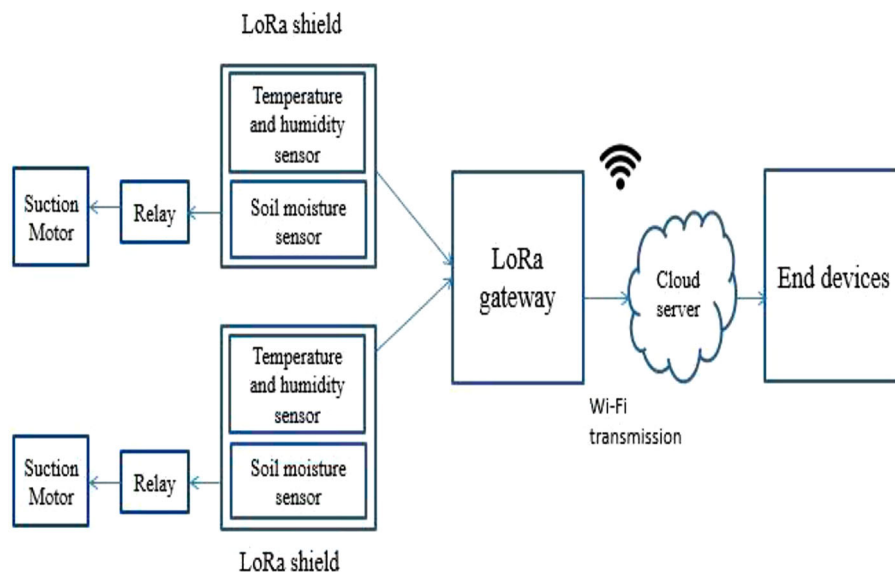 LoRa shield
Temperature
and humidity
sensor
Soil moisture
sensor
Relay
Suction
Motor
LoRa
gateway
Wi-Fi
transmission
Cloud
server
End devices
Temperature
and humidity
sensor
Soil moisture
sensor
Relay
Suction
Motor
LoRa shield